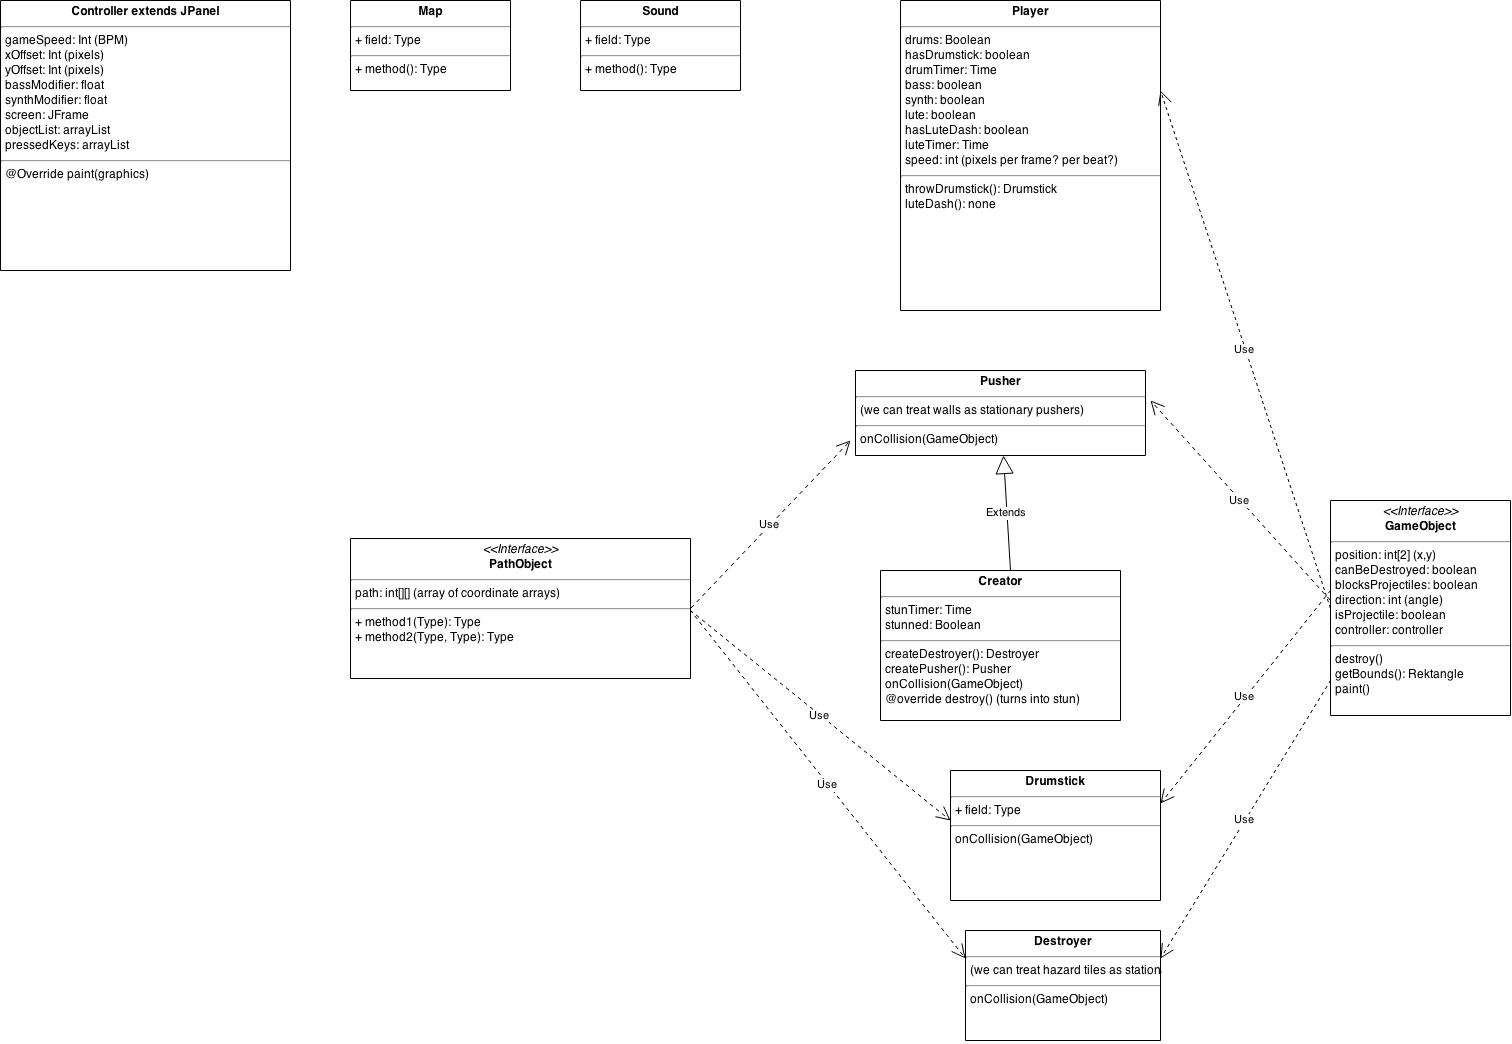 Controller extends JPanel
gameSpeed: Int (BPM)
xOffset: Int (pixels)
yOffset: Int (pixels)
bassModifier: float
synthModifier: float
screen: JFrame
objectList: arrayList
pressedKeys: arrayList
@Override paint(graphics)
Map
+ field: Type
+ method(): Type
Sound
+ field: Type
+ method(): Type
Player
drums: Boolean
hasDrumstick: boolean
drumTimer: Time
bass: boolean
synth: boolean
lute: boolean
hasLuteDash: boolean
luteTimer: Time
speed: int (pixels per frame? per beat?)
throwDrumstick(): Drumstick
luteDash(): none
Use
Pusher
(we can treat walls as stationary pushers)
onCollision(GameObject)
Use
Extends
Use
<<Interface>>
PathObject
path: int[][] (array of coordinate arrays)
+ method1(Type): Type
+ method2(Type, Type): Type
Creator
stunTimer: Time
stunned: Boolean
createDestroyer(): Destroyer
createPusher(): Pusher
onCollision(GameObject)
@override destroy() (turns into stun)
<<Interface>>
GameObject
position: int[2] (x,y)
canBeDestroyed: boolean
blocksProjectiles: boolean
direction: int (angle)
isProjectile: boolean
controller: controller
destroy()
getBounds(): Rektangle
paint()
Use
Use
Use
Use
Drumstick
+ field: Type
onCollision(GameObject)
Destroyer
(we can treat hazard tiles as station
onCollision(GameObject)